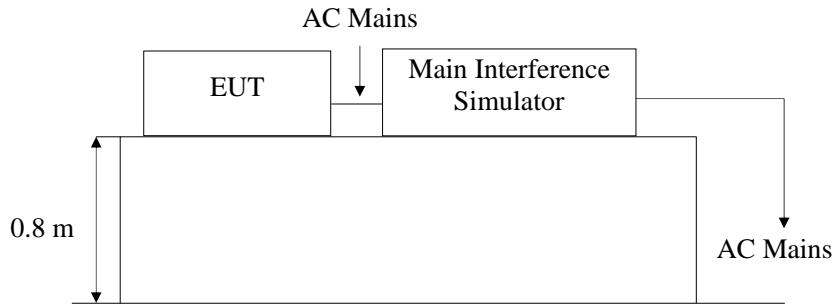 AC Mains
EUT
Main Interference
Simulator
0.8 m
AC Mains